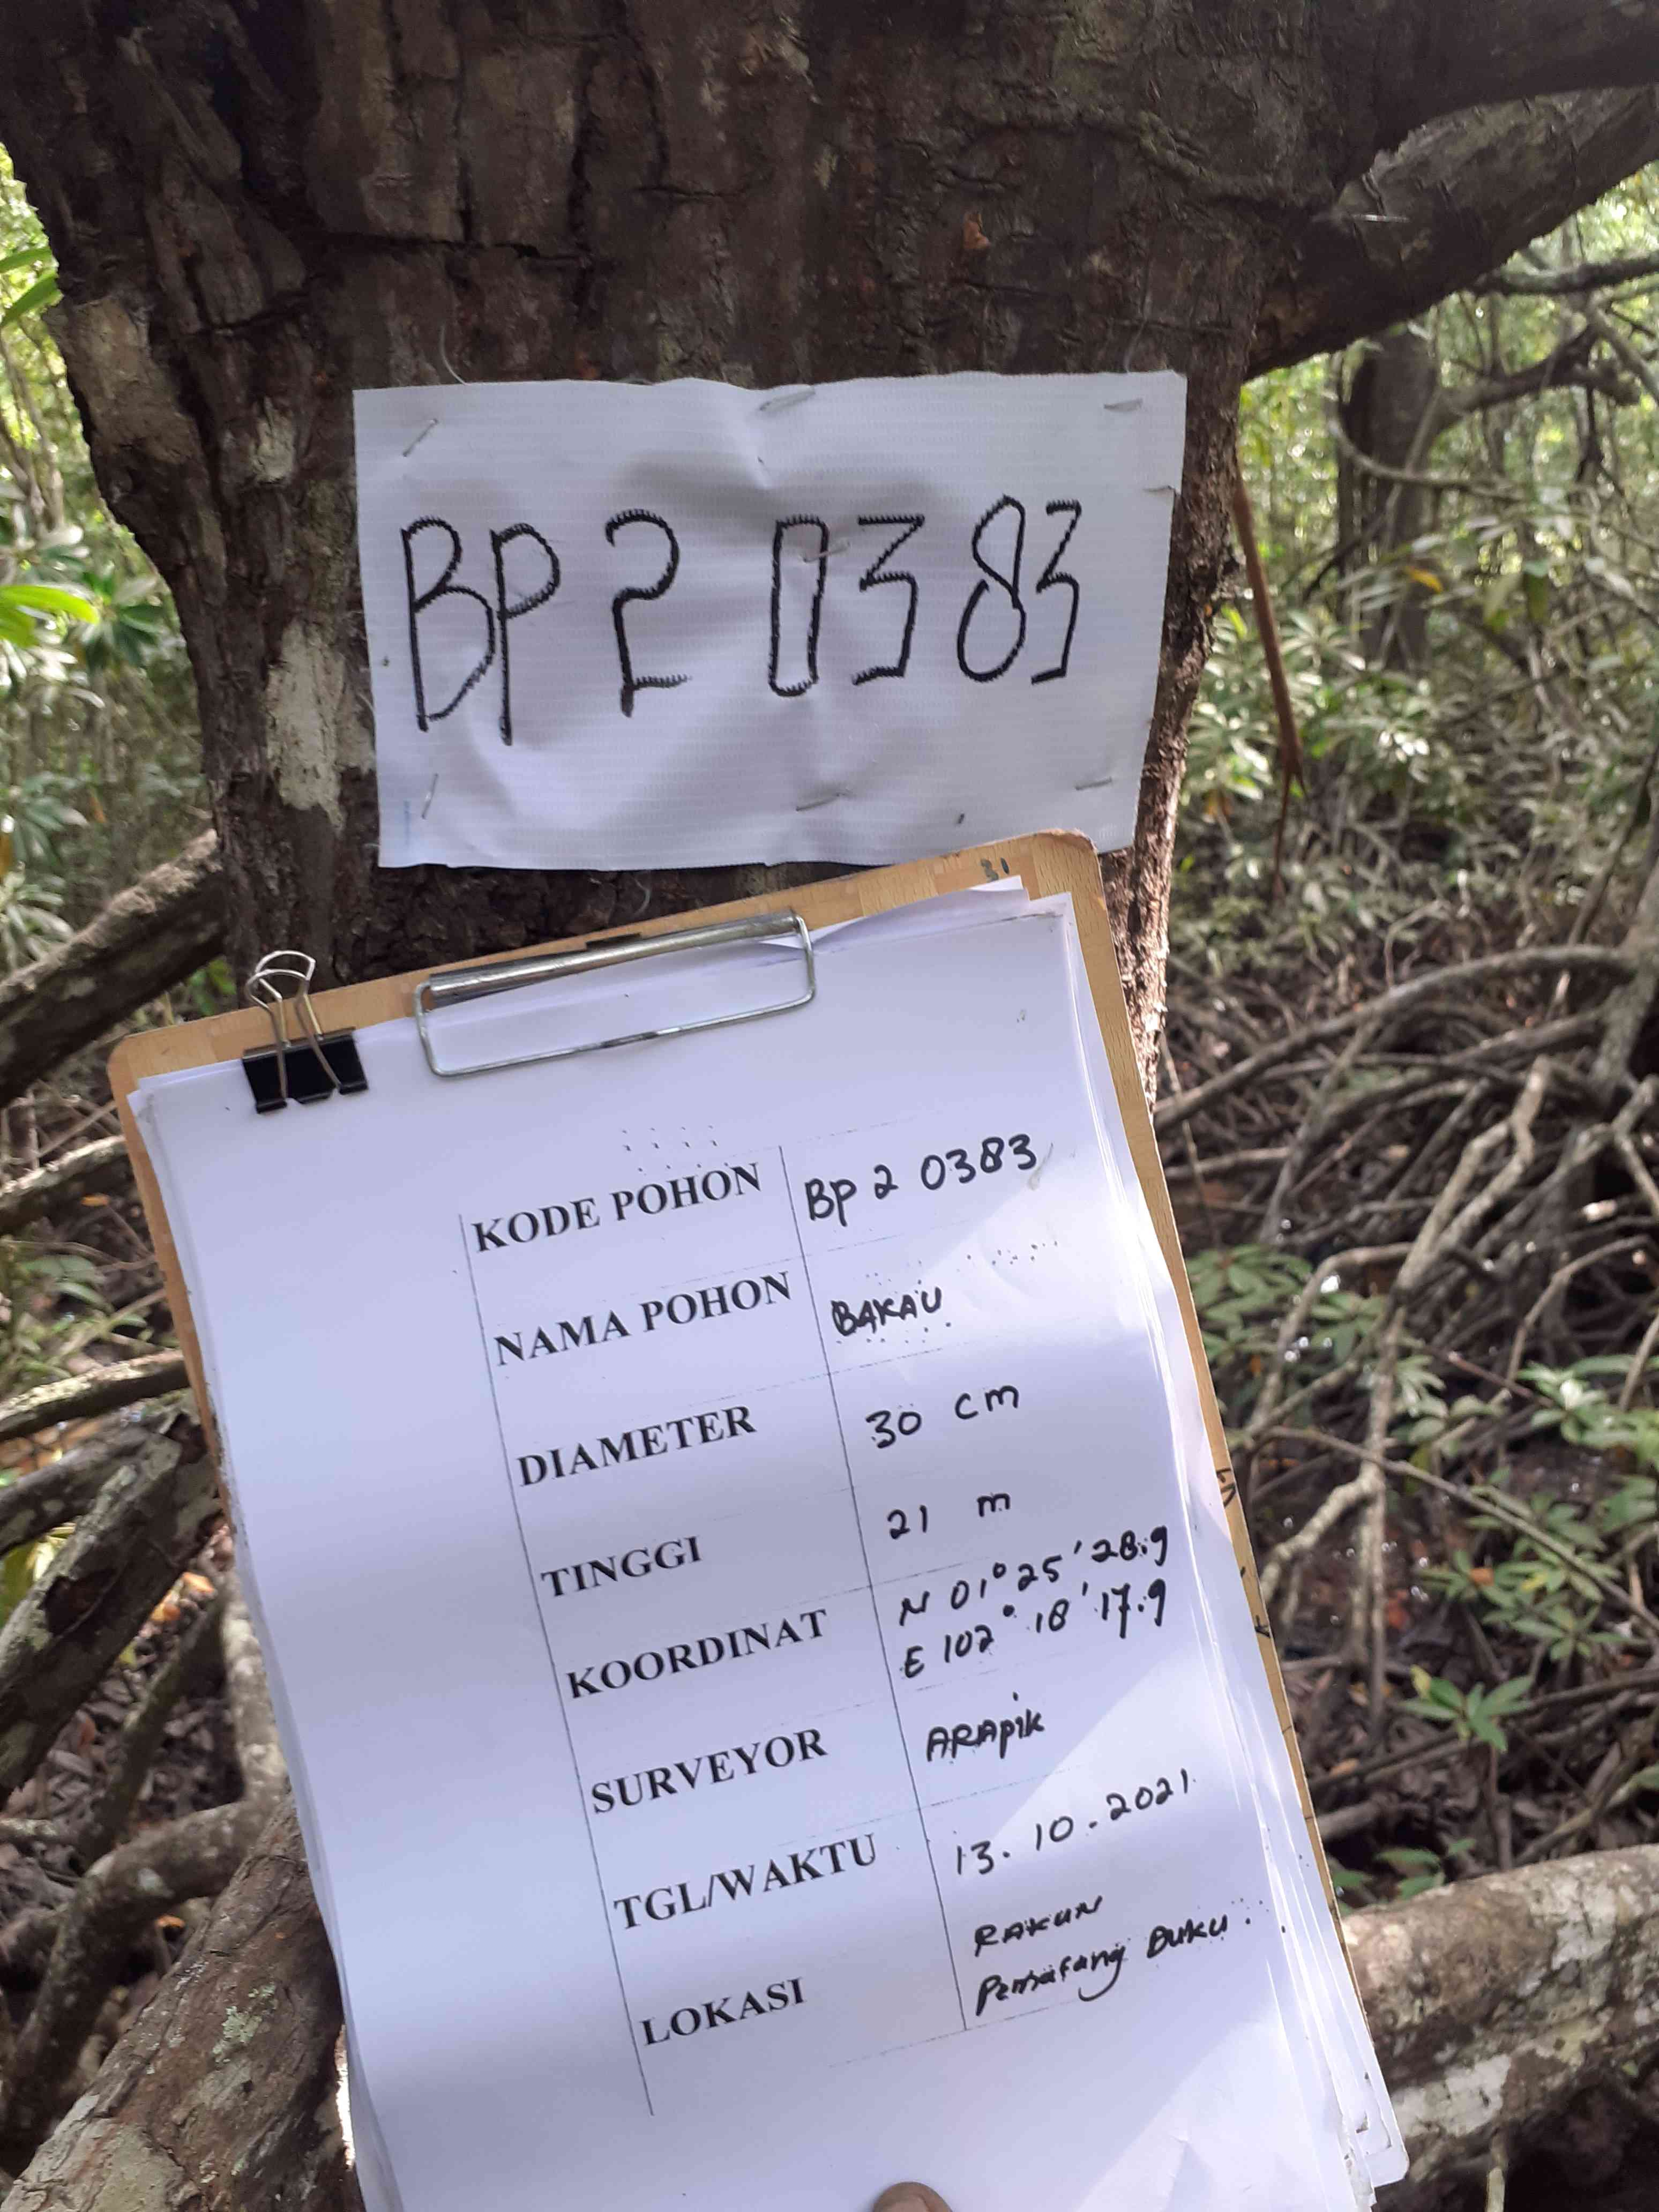 BP 2 0383
31
KODE POHON BP 2 0383
NAMA POHON BAKAU
DIAMETER 30 cm
TINGGI 21 m
KOORDINAT N 01° 25' 28.9
E 102° 18' 17.9
SURVEYOR ARApik
TGL/WAKTU 13.10.2021
LOKASI RAKUN
Buku